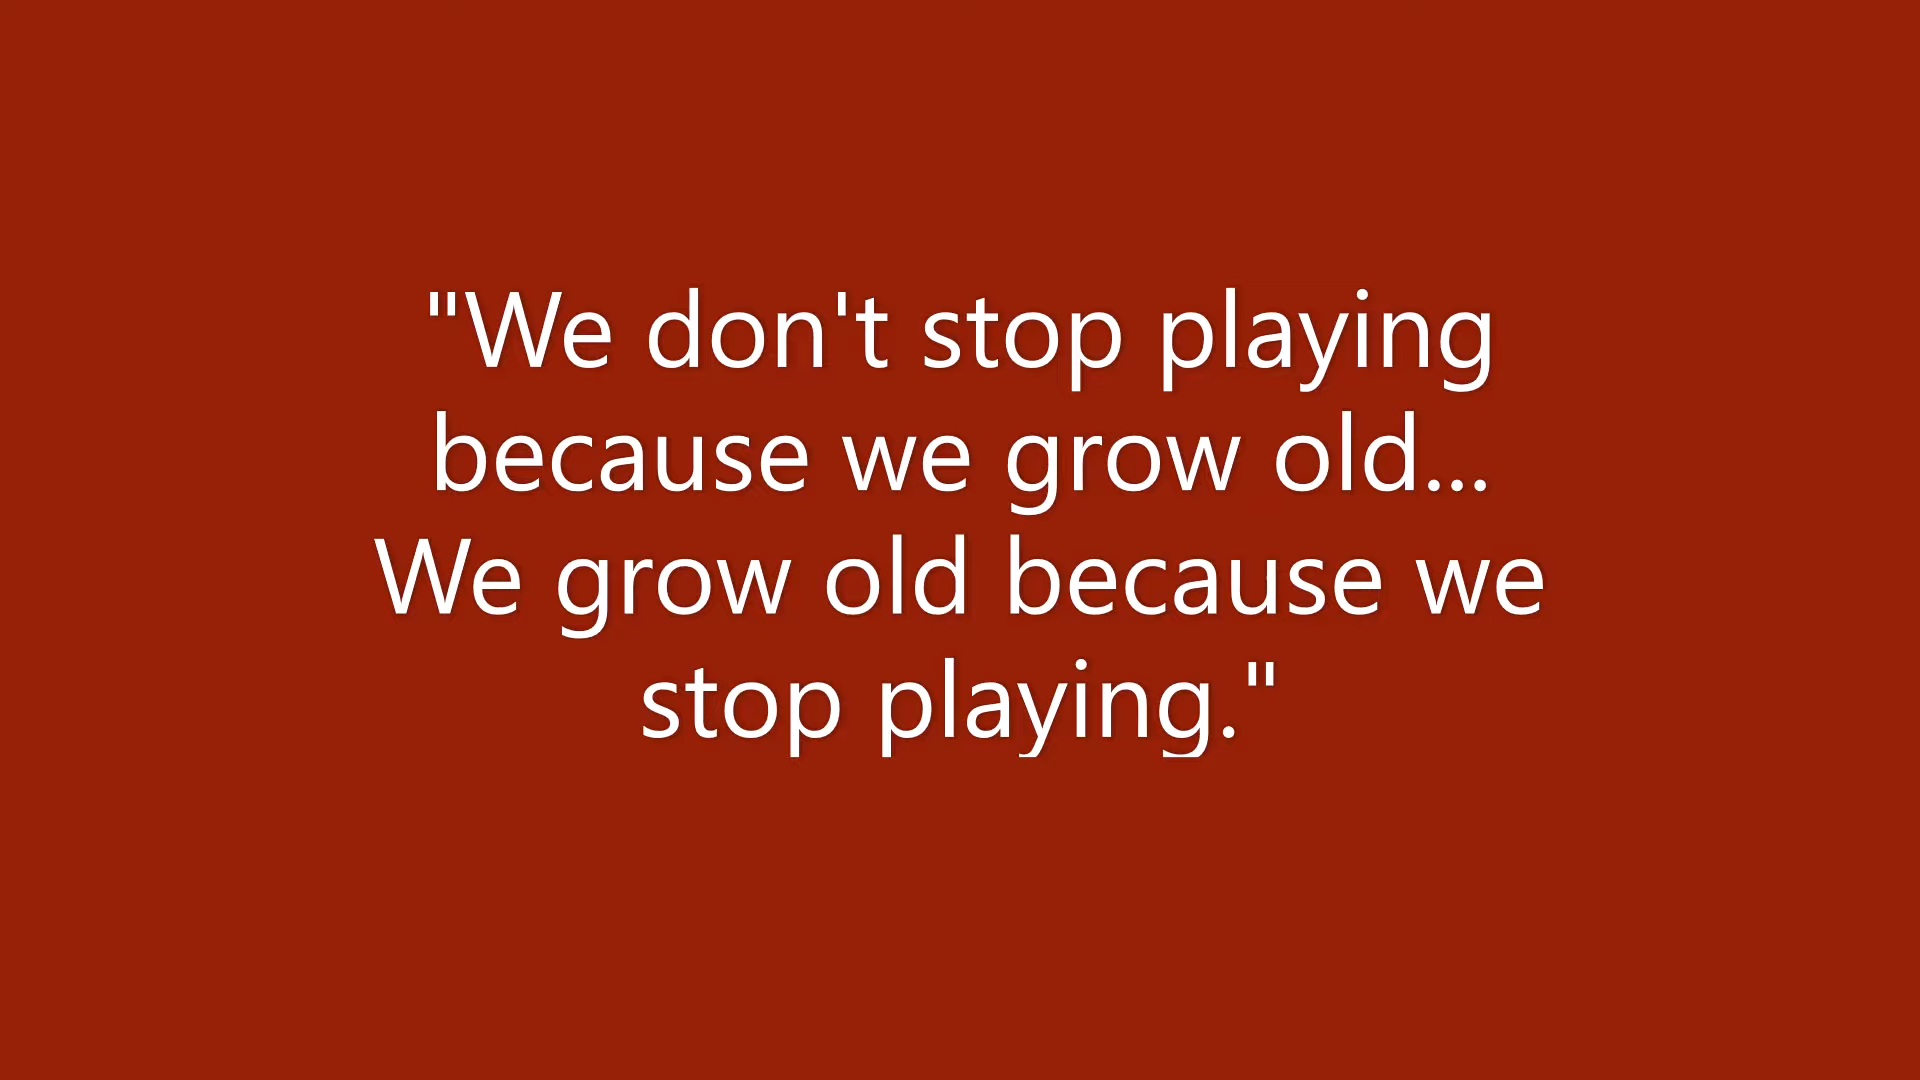 "We don't stop playing
because we grow old...
We grow old because we
stop playing."